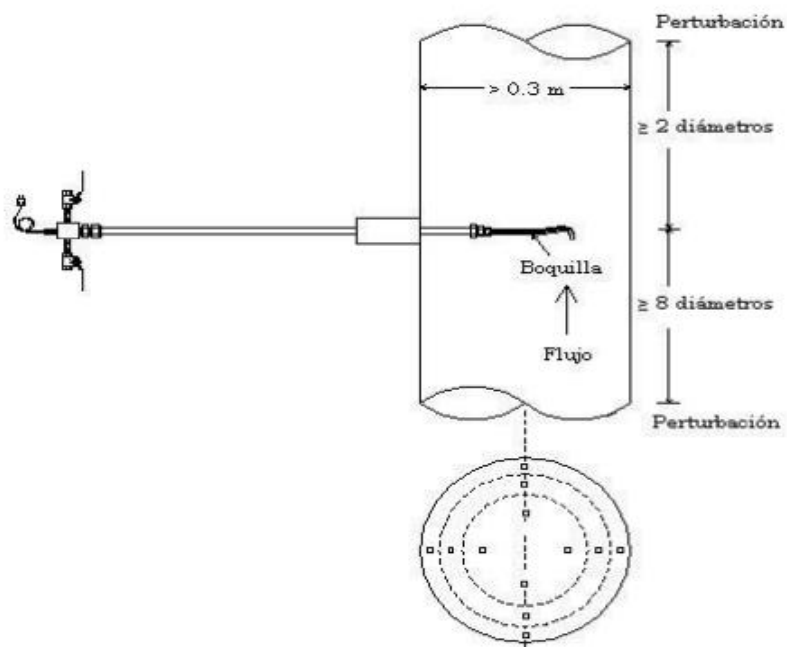 Perturbación
> 0.3 m
≥ 2 diámetros
Boquilla
≥ 8 diámetros
Flujo
Perturbación